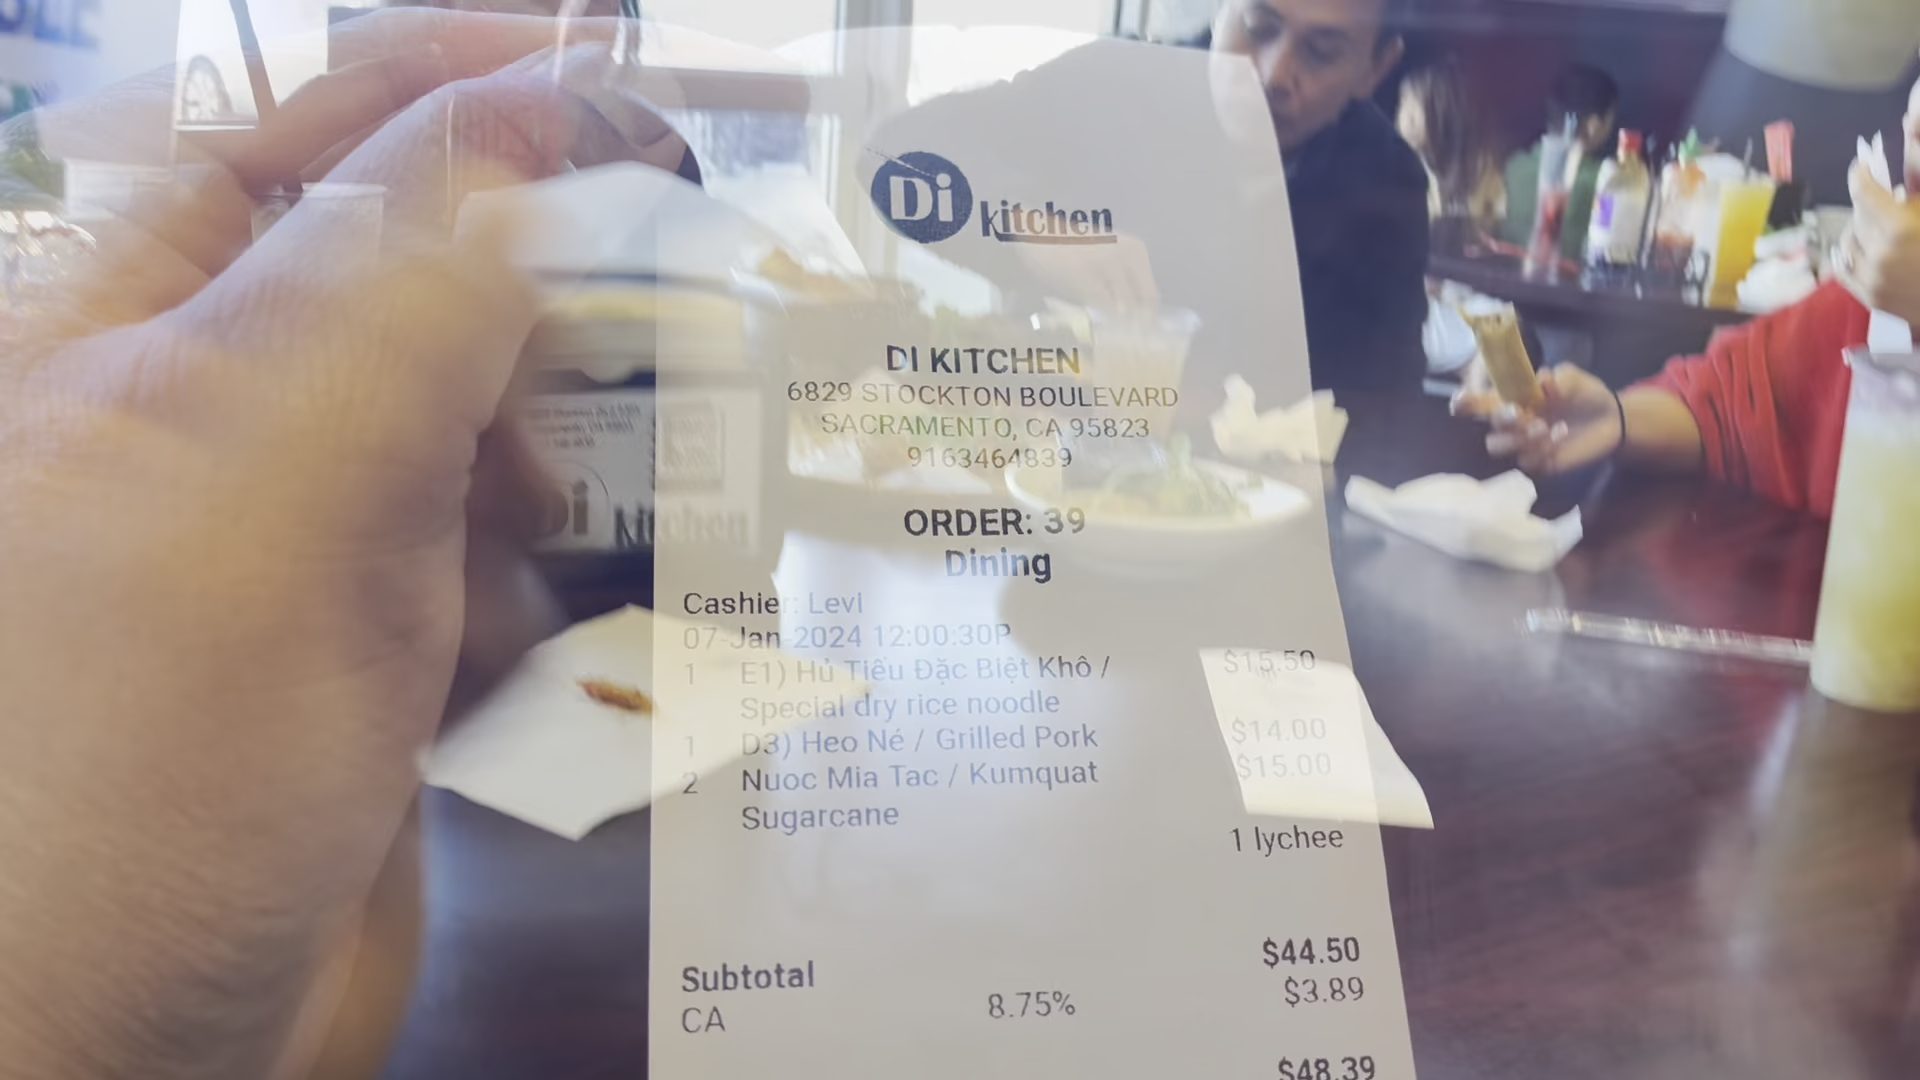 Di kitchen
DI KITCHEN
6829 STOCKTON BOULEVARD
SACRAMENTO, CA 95823
9163464839
ORDER: 39
Dining
Cashier: Levi
07-Jan-2024 12:00:30P
1 E1) Hủ Tiếu Đặc Biệt Khô / $15.50
Special dry rice noodle
1 D3) Heo Né / Grilled Pork $14.00
2 Nuoc Mia Tac / Kumquat $15.00
Sugarcane
1 lychee
Subtotal $44.50
CA 8.75% $3.89
$48.39
Di kitchen